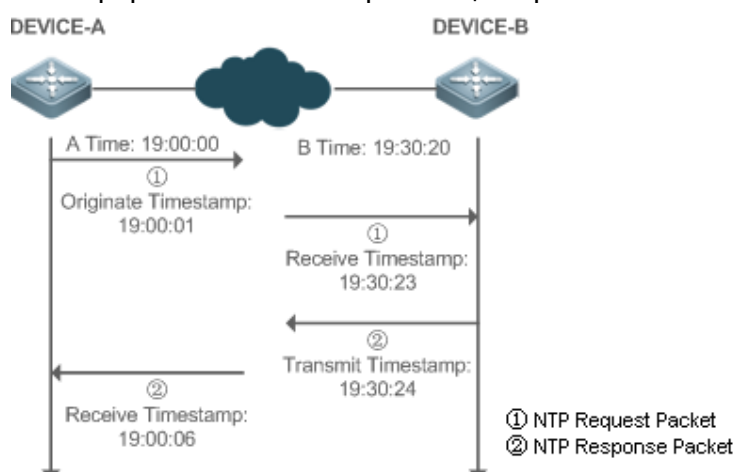 DEVICE-A
DEVICE-B
A Time: 19:00:00
B Time: 19:30:20
①
Originate Timestamp:
19:00:01
①
Receive Timestamp:
19:30:23
②
Transmit Timestamp:
19:30:24
②
Receive Timestamp:
19:00:06
① NTP Request Packet
② NTP Response Packet